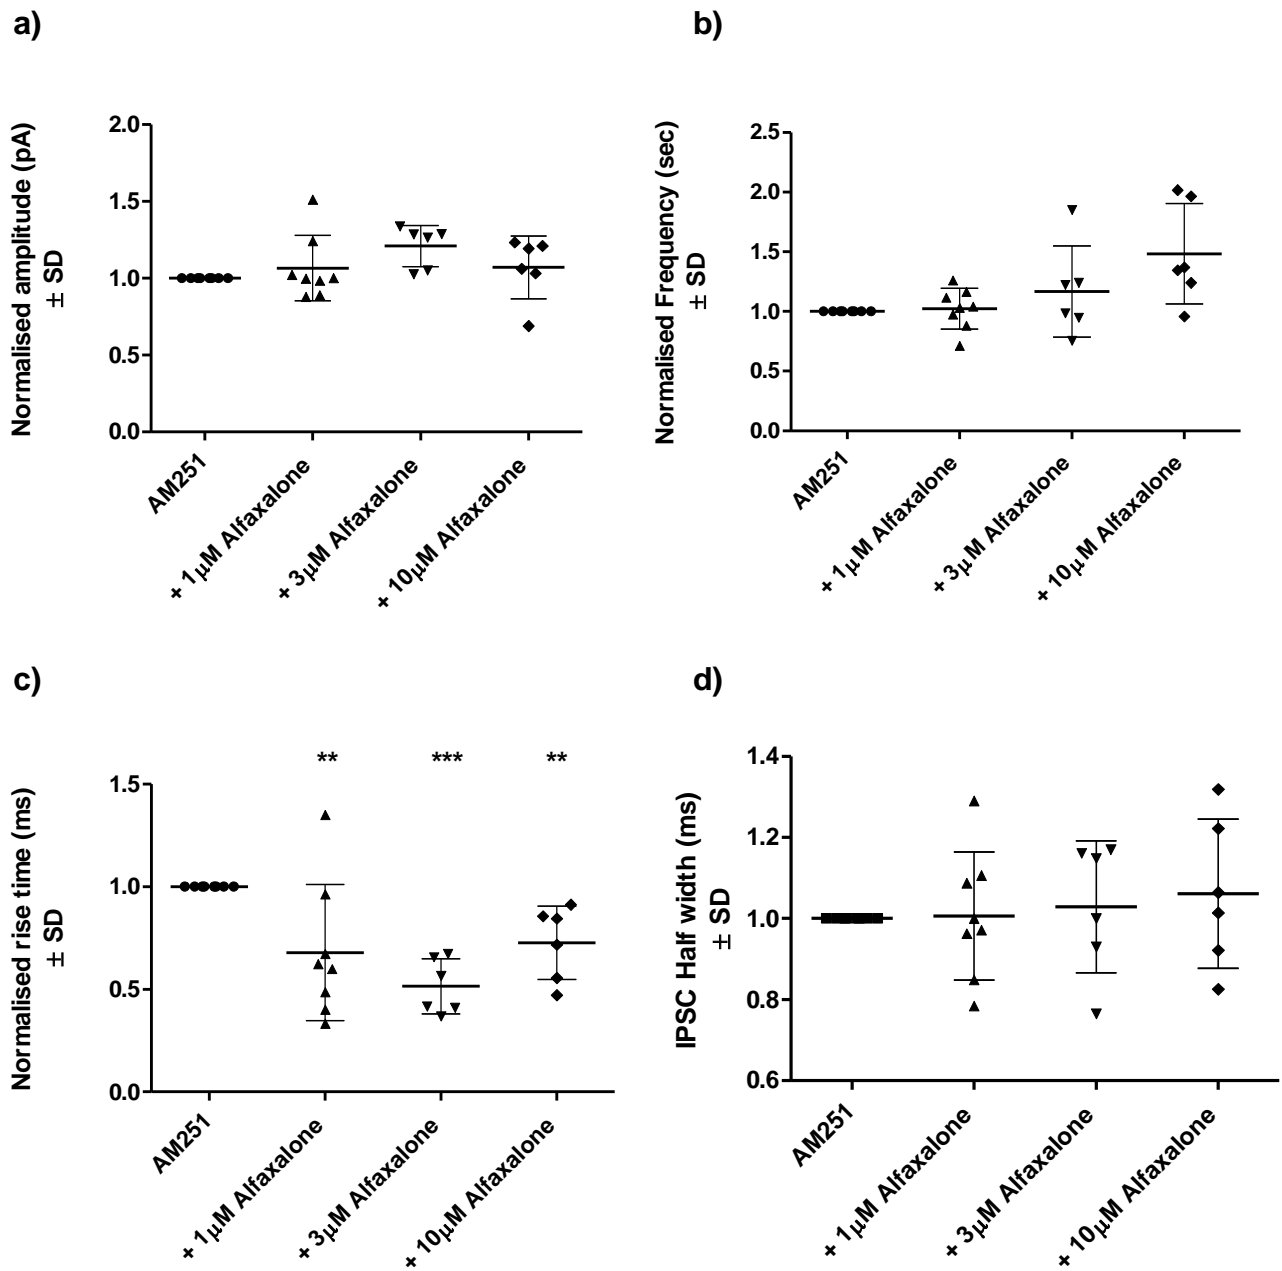 a)
Normalised amplitude (pA)
± SD
2.0
1.5
1.0
0.5
0.0
AM251
+ 1μM Alfaxalone
+ 3μM Alfaxalone
+ 10μM Alfaxalone
b)
Normalised Frequency (sec)
± SD
2.5
2.0
1.5
1.0
0.5
0.0
AM251
+ 1μM Alfaxalone
+ 3μM Alfaxalone
+ 10μM Alfaxalone
c)
Normalised rise time (ms)
± SD
** *** **
1.5
1.0
0.5
0.0
AM251
+ 1μM Alfaxalone
+ 3μM Alfaxalone
+ 10μM Alfaxalone
d)
IPSC Half width (ms)
± SD
1.4
1.2
1.0
0.8
0.6
AM251
+ 1μM Alfaxalone
+ 3μM Alfaxalone
+ 10μM Alfaxalone